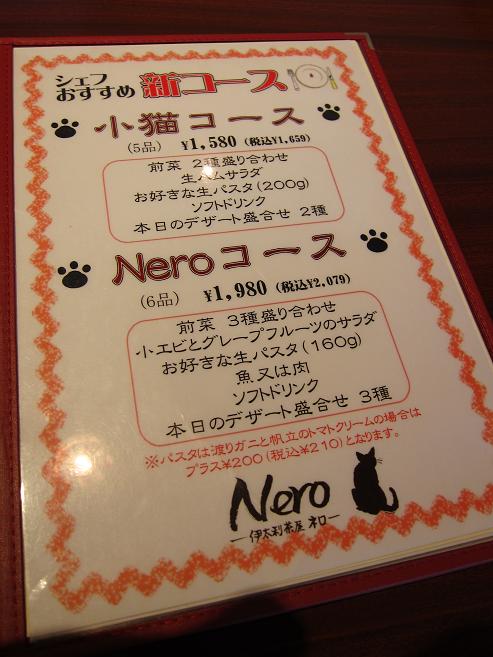 シェフ
おすすめ 新コース
小猫コース
(5品) ¥1,580 (税込¥1,659)
前菜 2種盛り合わせ
生ハムサラダ
お好きな生パスタ(200g)
ソフトドリンク
本日のデザート盛合せ 2種
Neroコース
(6品) ¥1,980 (税込¥2,079)
前菜 3種盛り合わせ
小エビとグレープフルーツのサラダ
お好きな生パスタ(160g)
魚又は肉
ソフトドリンク
本日のデザート盛合せ 3種
※パスタは渡りガニと帆立のトマトクリームの場合は
プラス¥200(税込¥210)となります。
Nero
―伊太利茶屋 ネロ―